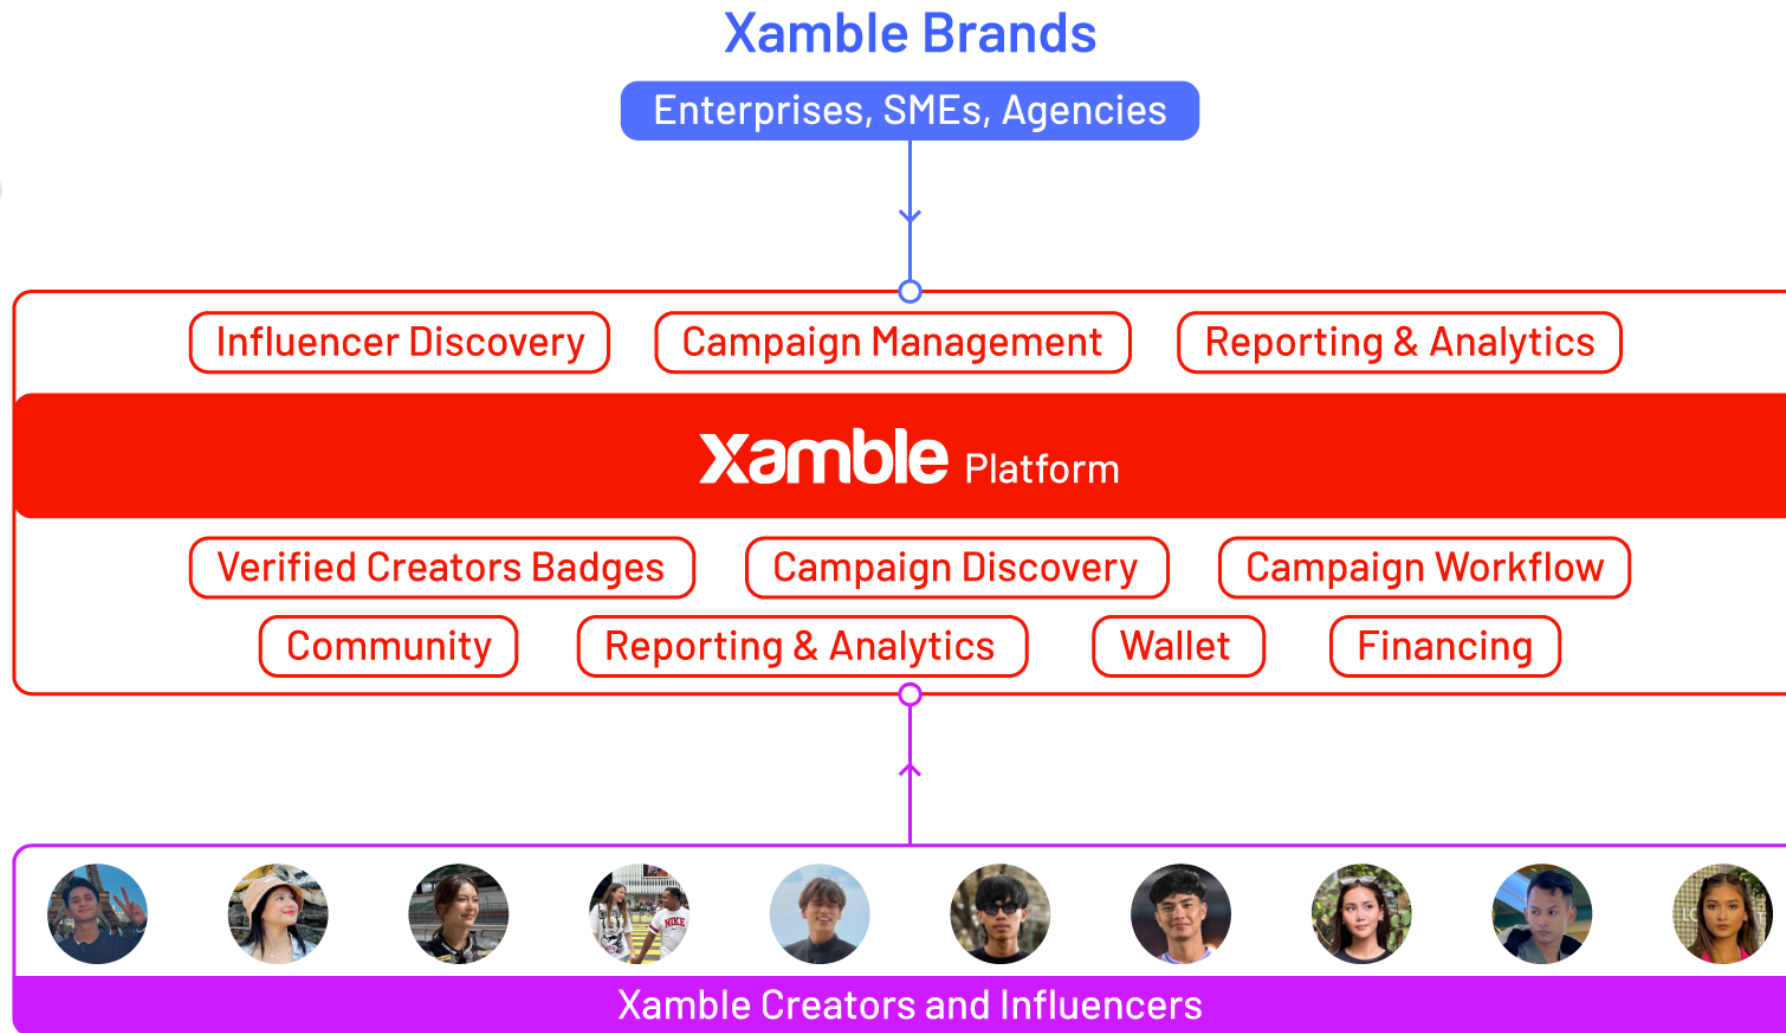 Xamble Brands
Enterprises, SMEs, Agencies
Influencer Discovery
Campaign Management
Reporting & Analytics
xamble Platform
Verified Creators Badges
Campaign Discovery
Campaign Workflow
Community
Reporting & Analytics
Wallet
Financing
NIKE
Xamble Creators and Influencers